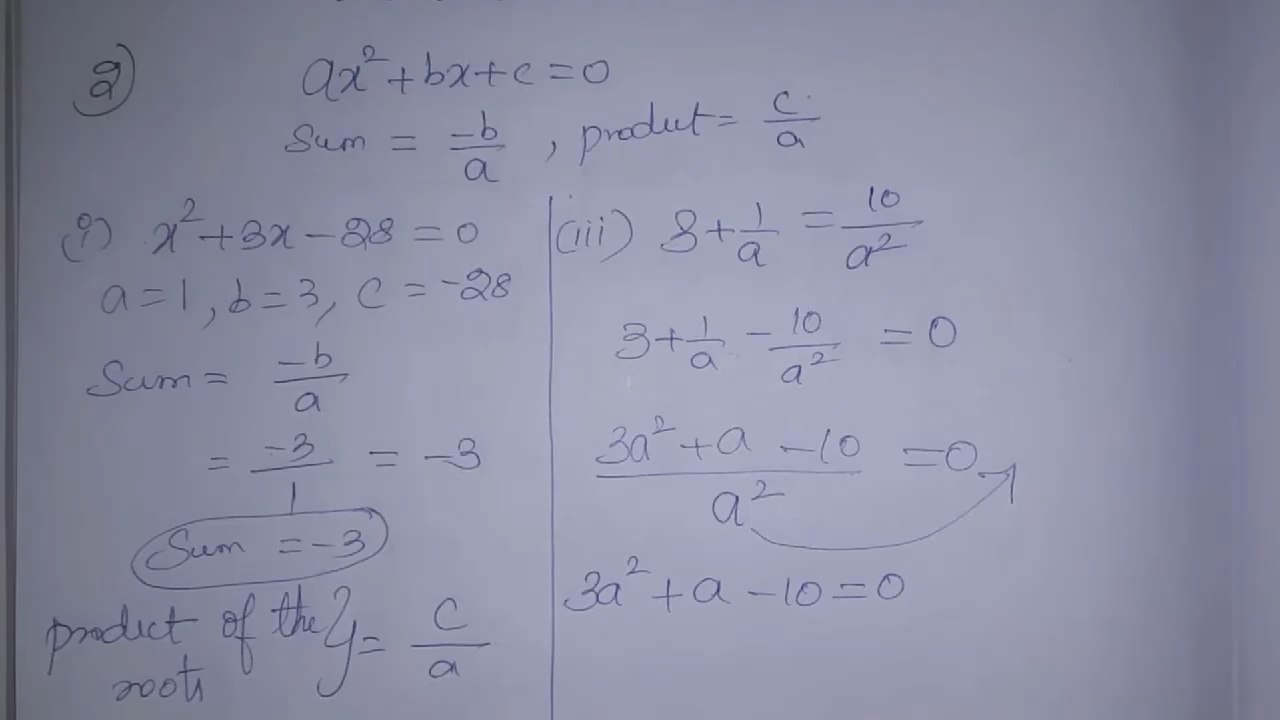 2) ax²+bx+c=0
Sum = -b/a , product = c/a
(i) x²+3x-28=0
a=1, b=3, c=-28
Sum = -b/a
= -3/1 = -3
Sum = -3
product of the
roots } = c/a
(iii) 3+1/a = 10/a²
3+1/a - 10/a² = 0
3a²+a-10/a² = 0
3a²+a-10=0